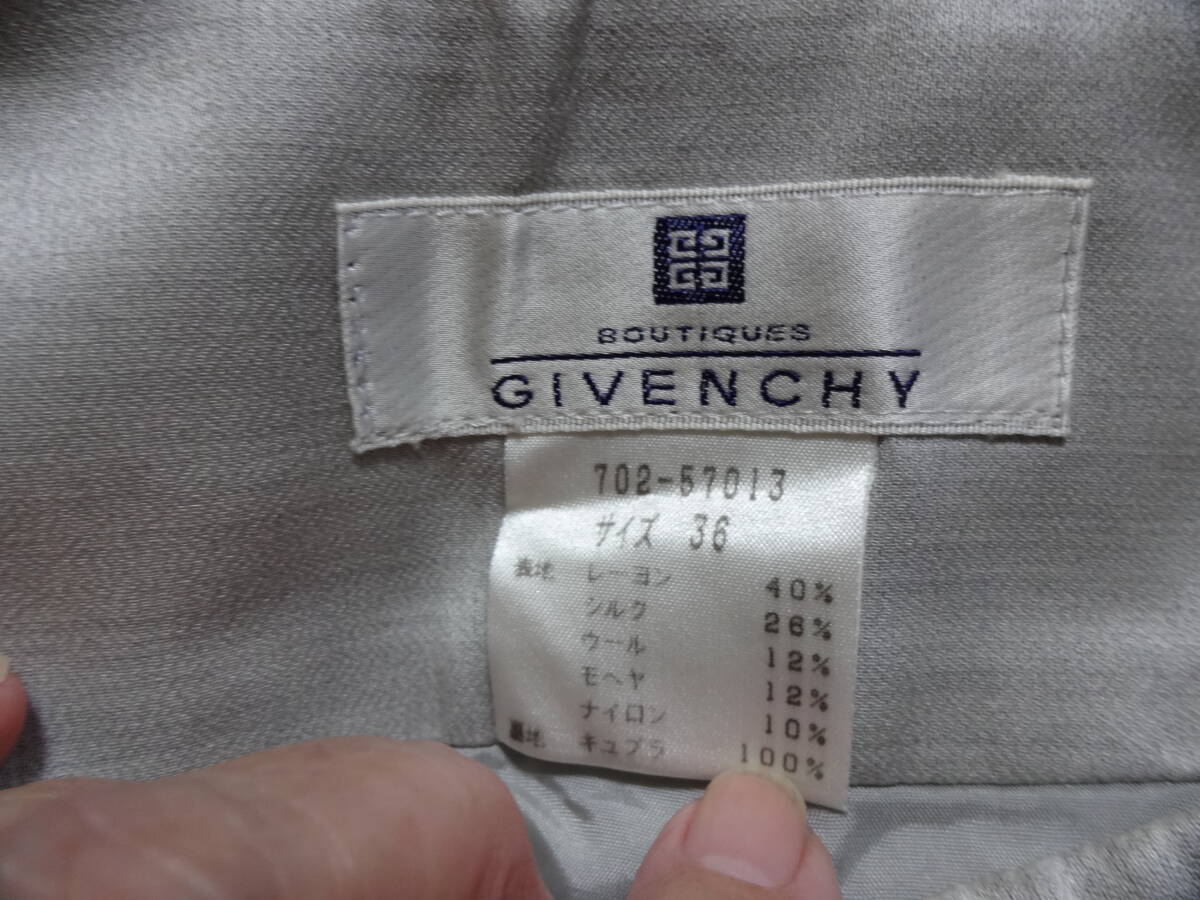 BOUTIQUES
GIVENCHY
702-57013
サイズ 36
表地 レーヨン 40%
シルク 26%
ウール 12%
モヘヤ 12%
ナイロン 10%
裏地 キュプラ 100%